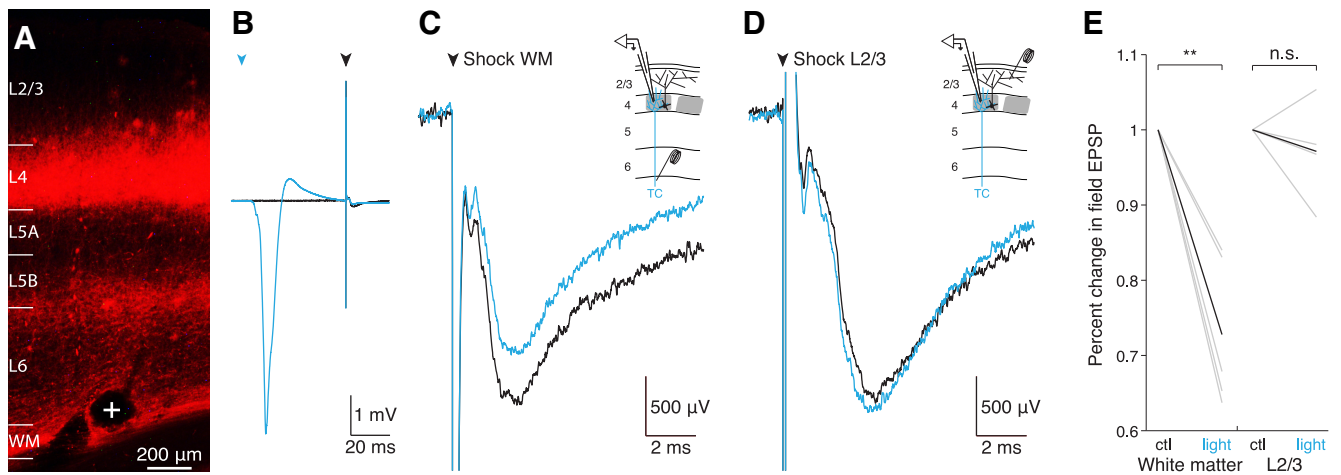 A
L2/3
L4
L5A
L5B
L6
WM
+
200 µm
B
1 mV
20 ms
C
Shock WM
2/3
4
5
6
TC
500 µV
2 ms
D
Shock L2/3
2/3
4
5
6
TC
500 µV
2 ms
E
Percent change in field EPSP
1.1
1
0.9
0.8
0.7
0.6
**
n.s.
ctl light ctl light
White matter L2/3